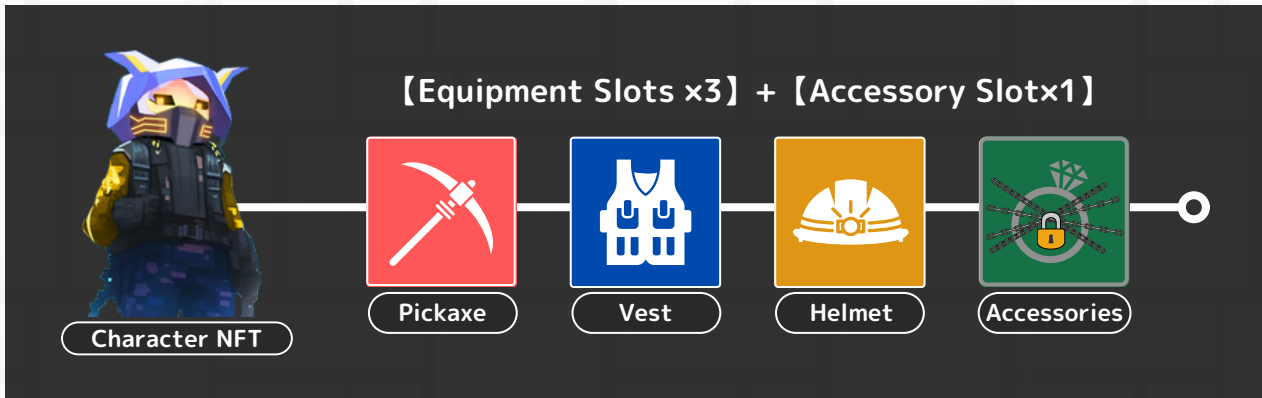 【Equipment Slots ×3】+【Accessory Slot×1】
Pickaxe
Vest
Helmet
Accessories
Character NFT